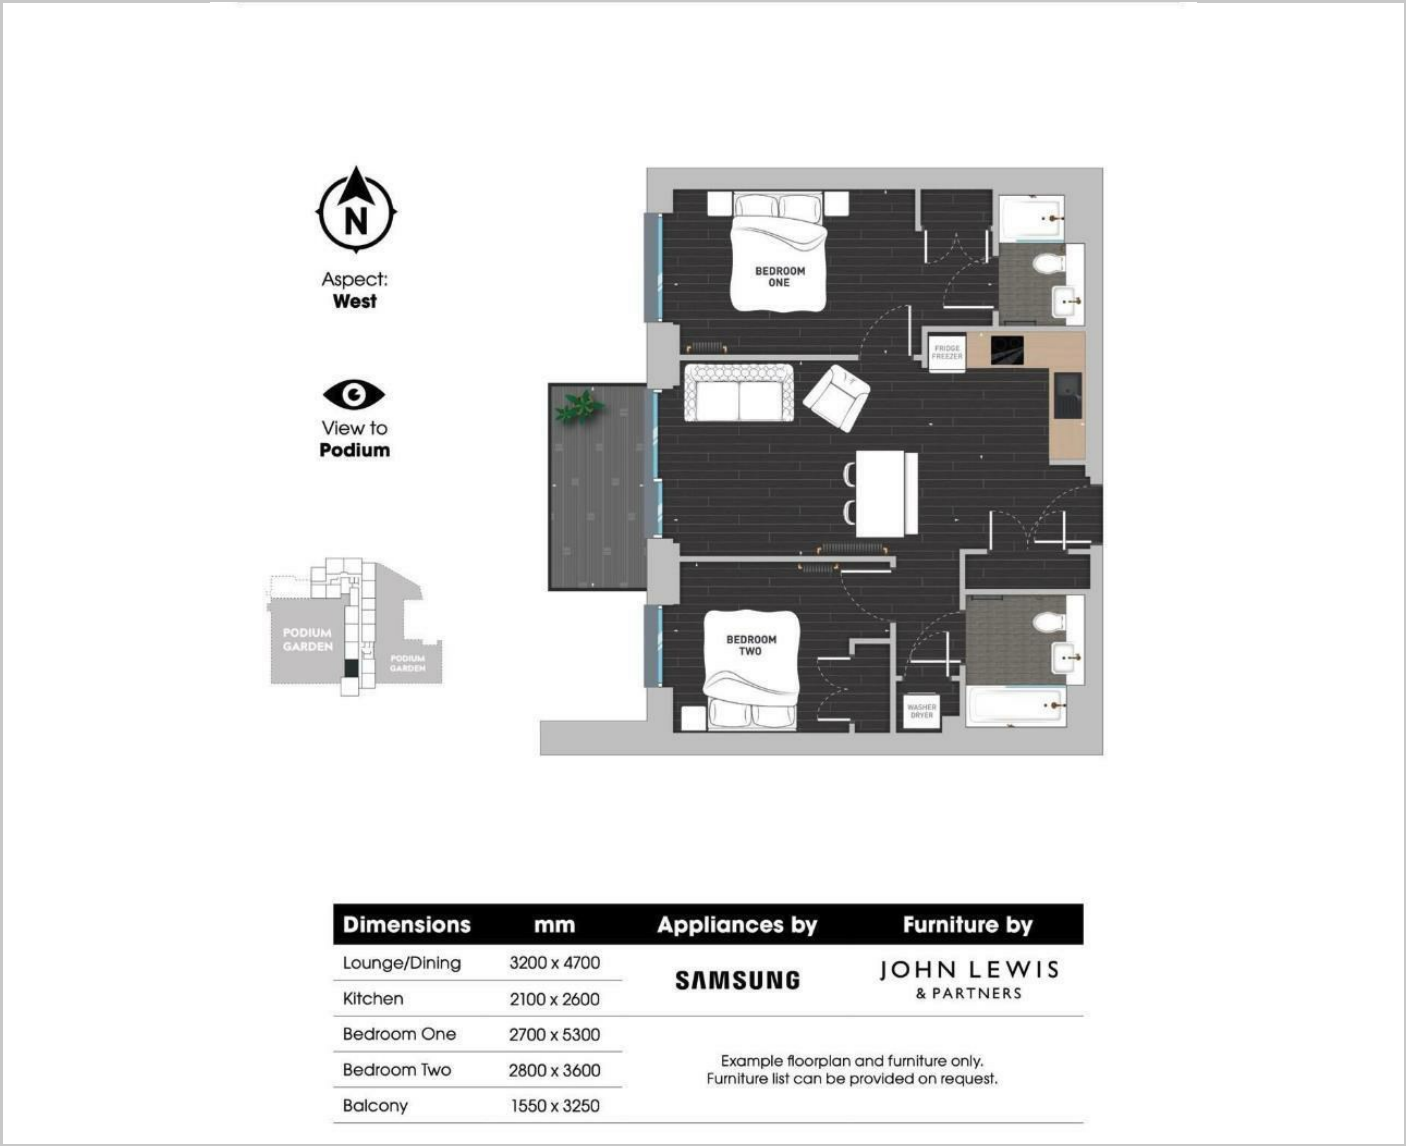 N
Aspect:
West
View to
Podium
PODIUM
GARDEN
PODIUM
GARDEN
BEDROOM
ONE
FRIDGE
FREEZER
BEDROOM
TWO
WASHER
DRYER
Dimensions mm Appliances by Furniture by
Lounge/Dining 3200 x 4700
SAMSUNG
JOHN LEWIS
& PARTNERS
Kitchen 2100 x 2600
Bedroom One 2700 x 5300
Bedroom Two 2800 x 3600
Balcony 1550 x 3250
Example floorplan and furniture only.
Furniture list can be provided on request.